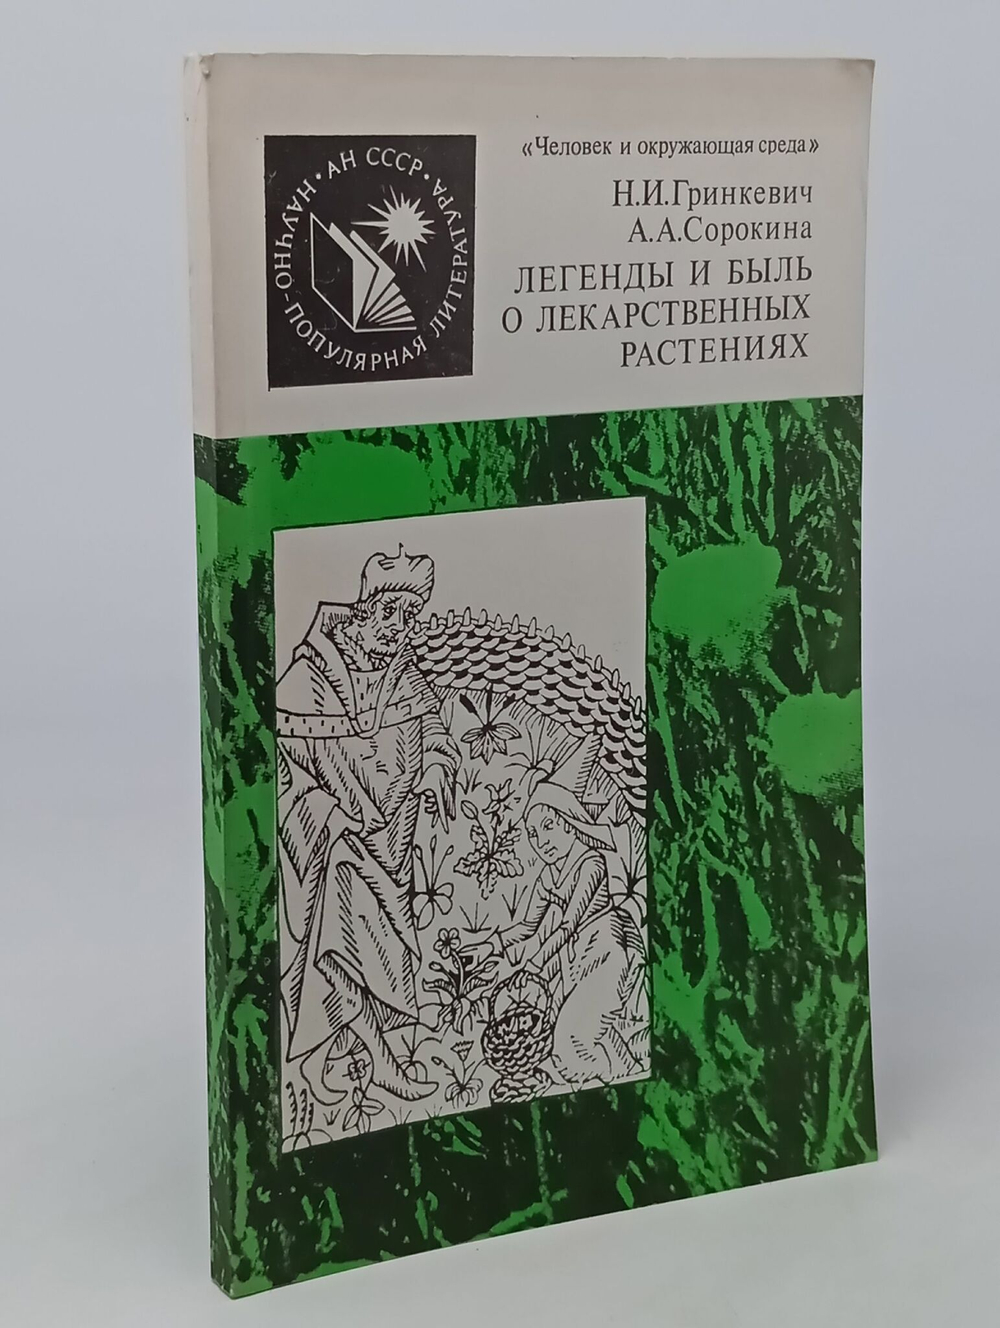 «Человек и окружающая среда»
Н.И.Гринкевич
А.А.Сорокина
ЛЕГЕНДЫ И БЫЛЬ
О ЛЕКАРСТВЕННЫХ
РАСТЕНИЯХ
АН СССР · НАУЧНО-ПОПУЛЯРНАЯ ЛИТЕРАТУРА ·